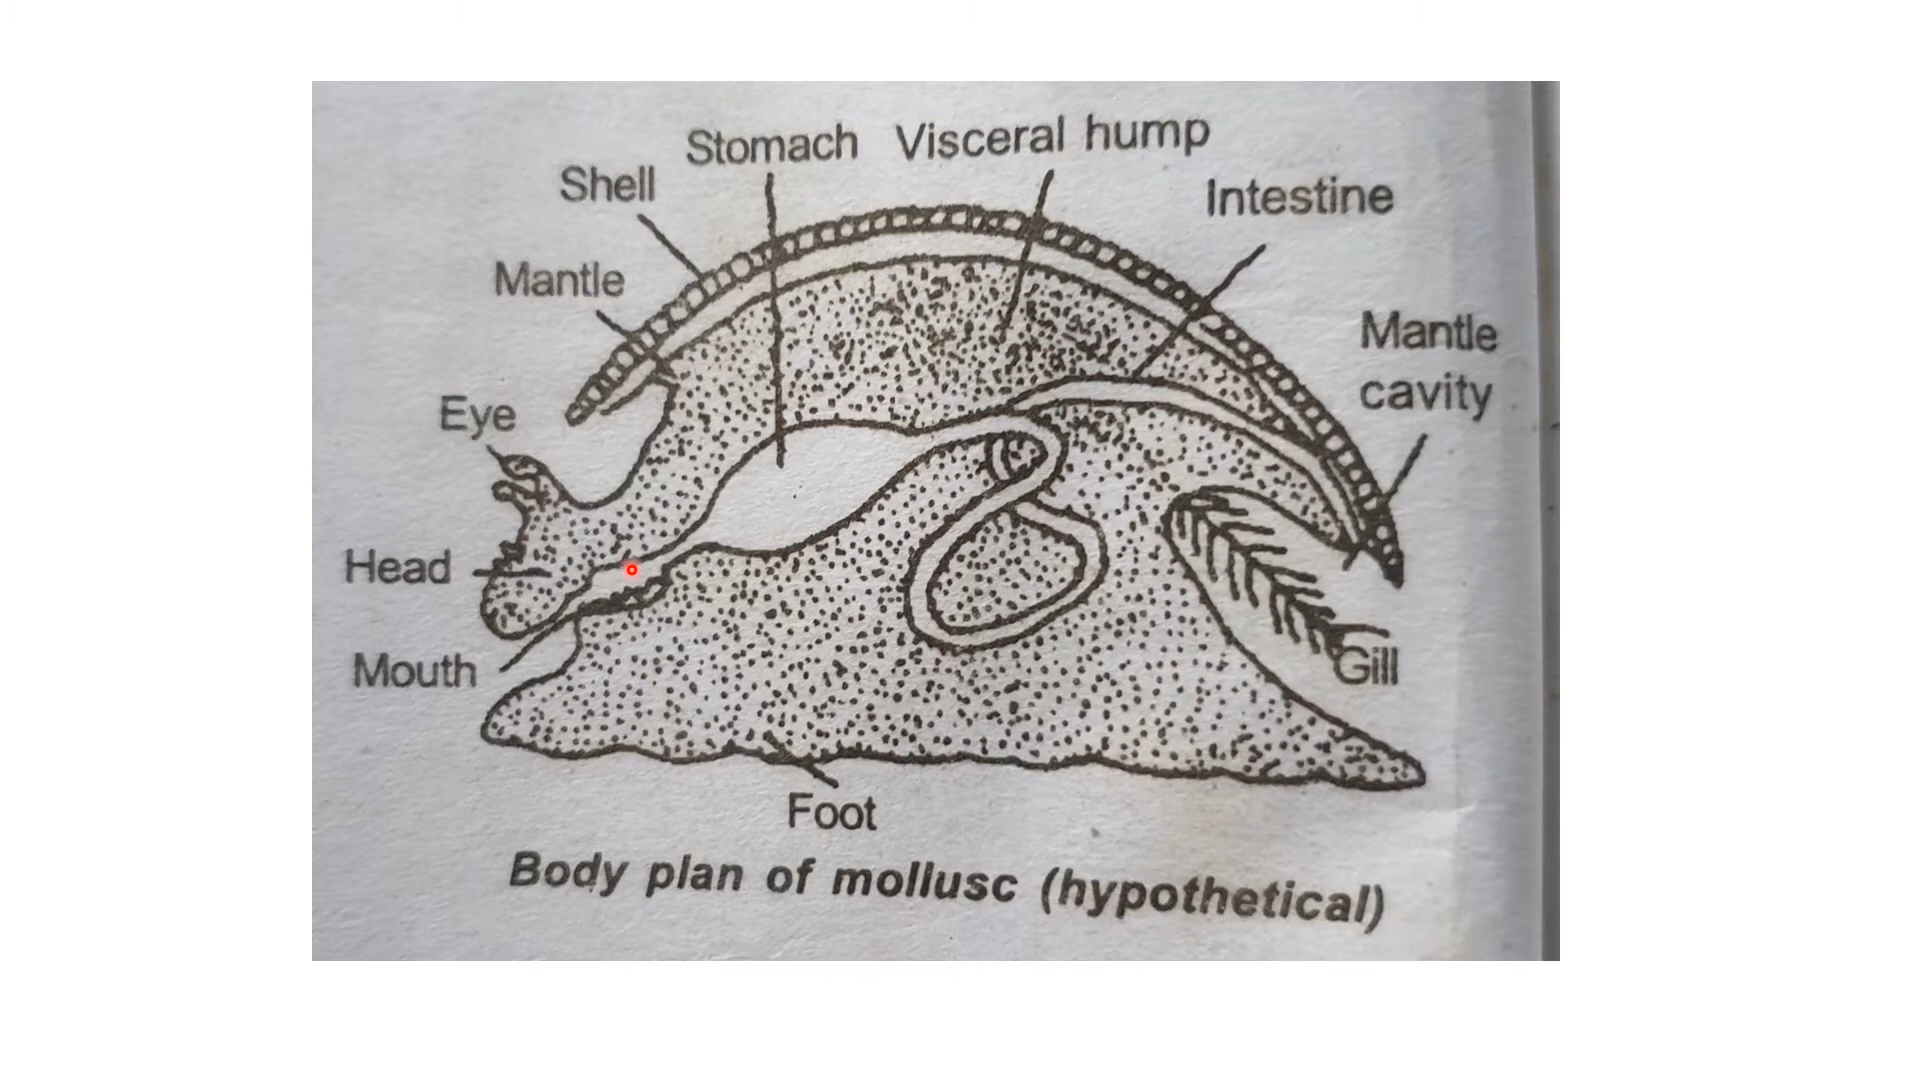 Stomach Visceral hump
Shell
Intestine
Mantle
Mantle
cavity
Eye
Head
Mouth
Gill
Foot
Body plan of mollusc (hypothetical)